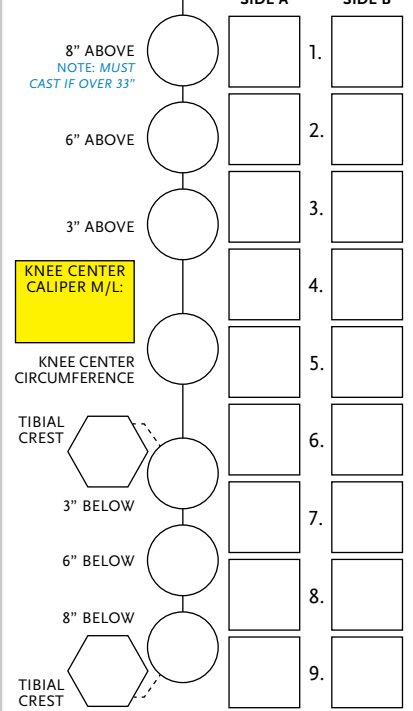 SIDE A SIDE B
8” ABOVE
NOTE: MUST
CAST IF OVER 33”
1.
6” ABOVE
2.
3” ABOVE
3.
KNEE CENTER
CALIPER M/L:
4.
KNEE CENTER
CIRCUMFERENCE
5.
TIBIAL
CREST
6.
3” BELOW
7.
6” BELOW
8” BELOW
8.
TIBIAL
CREST
9.